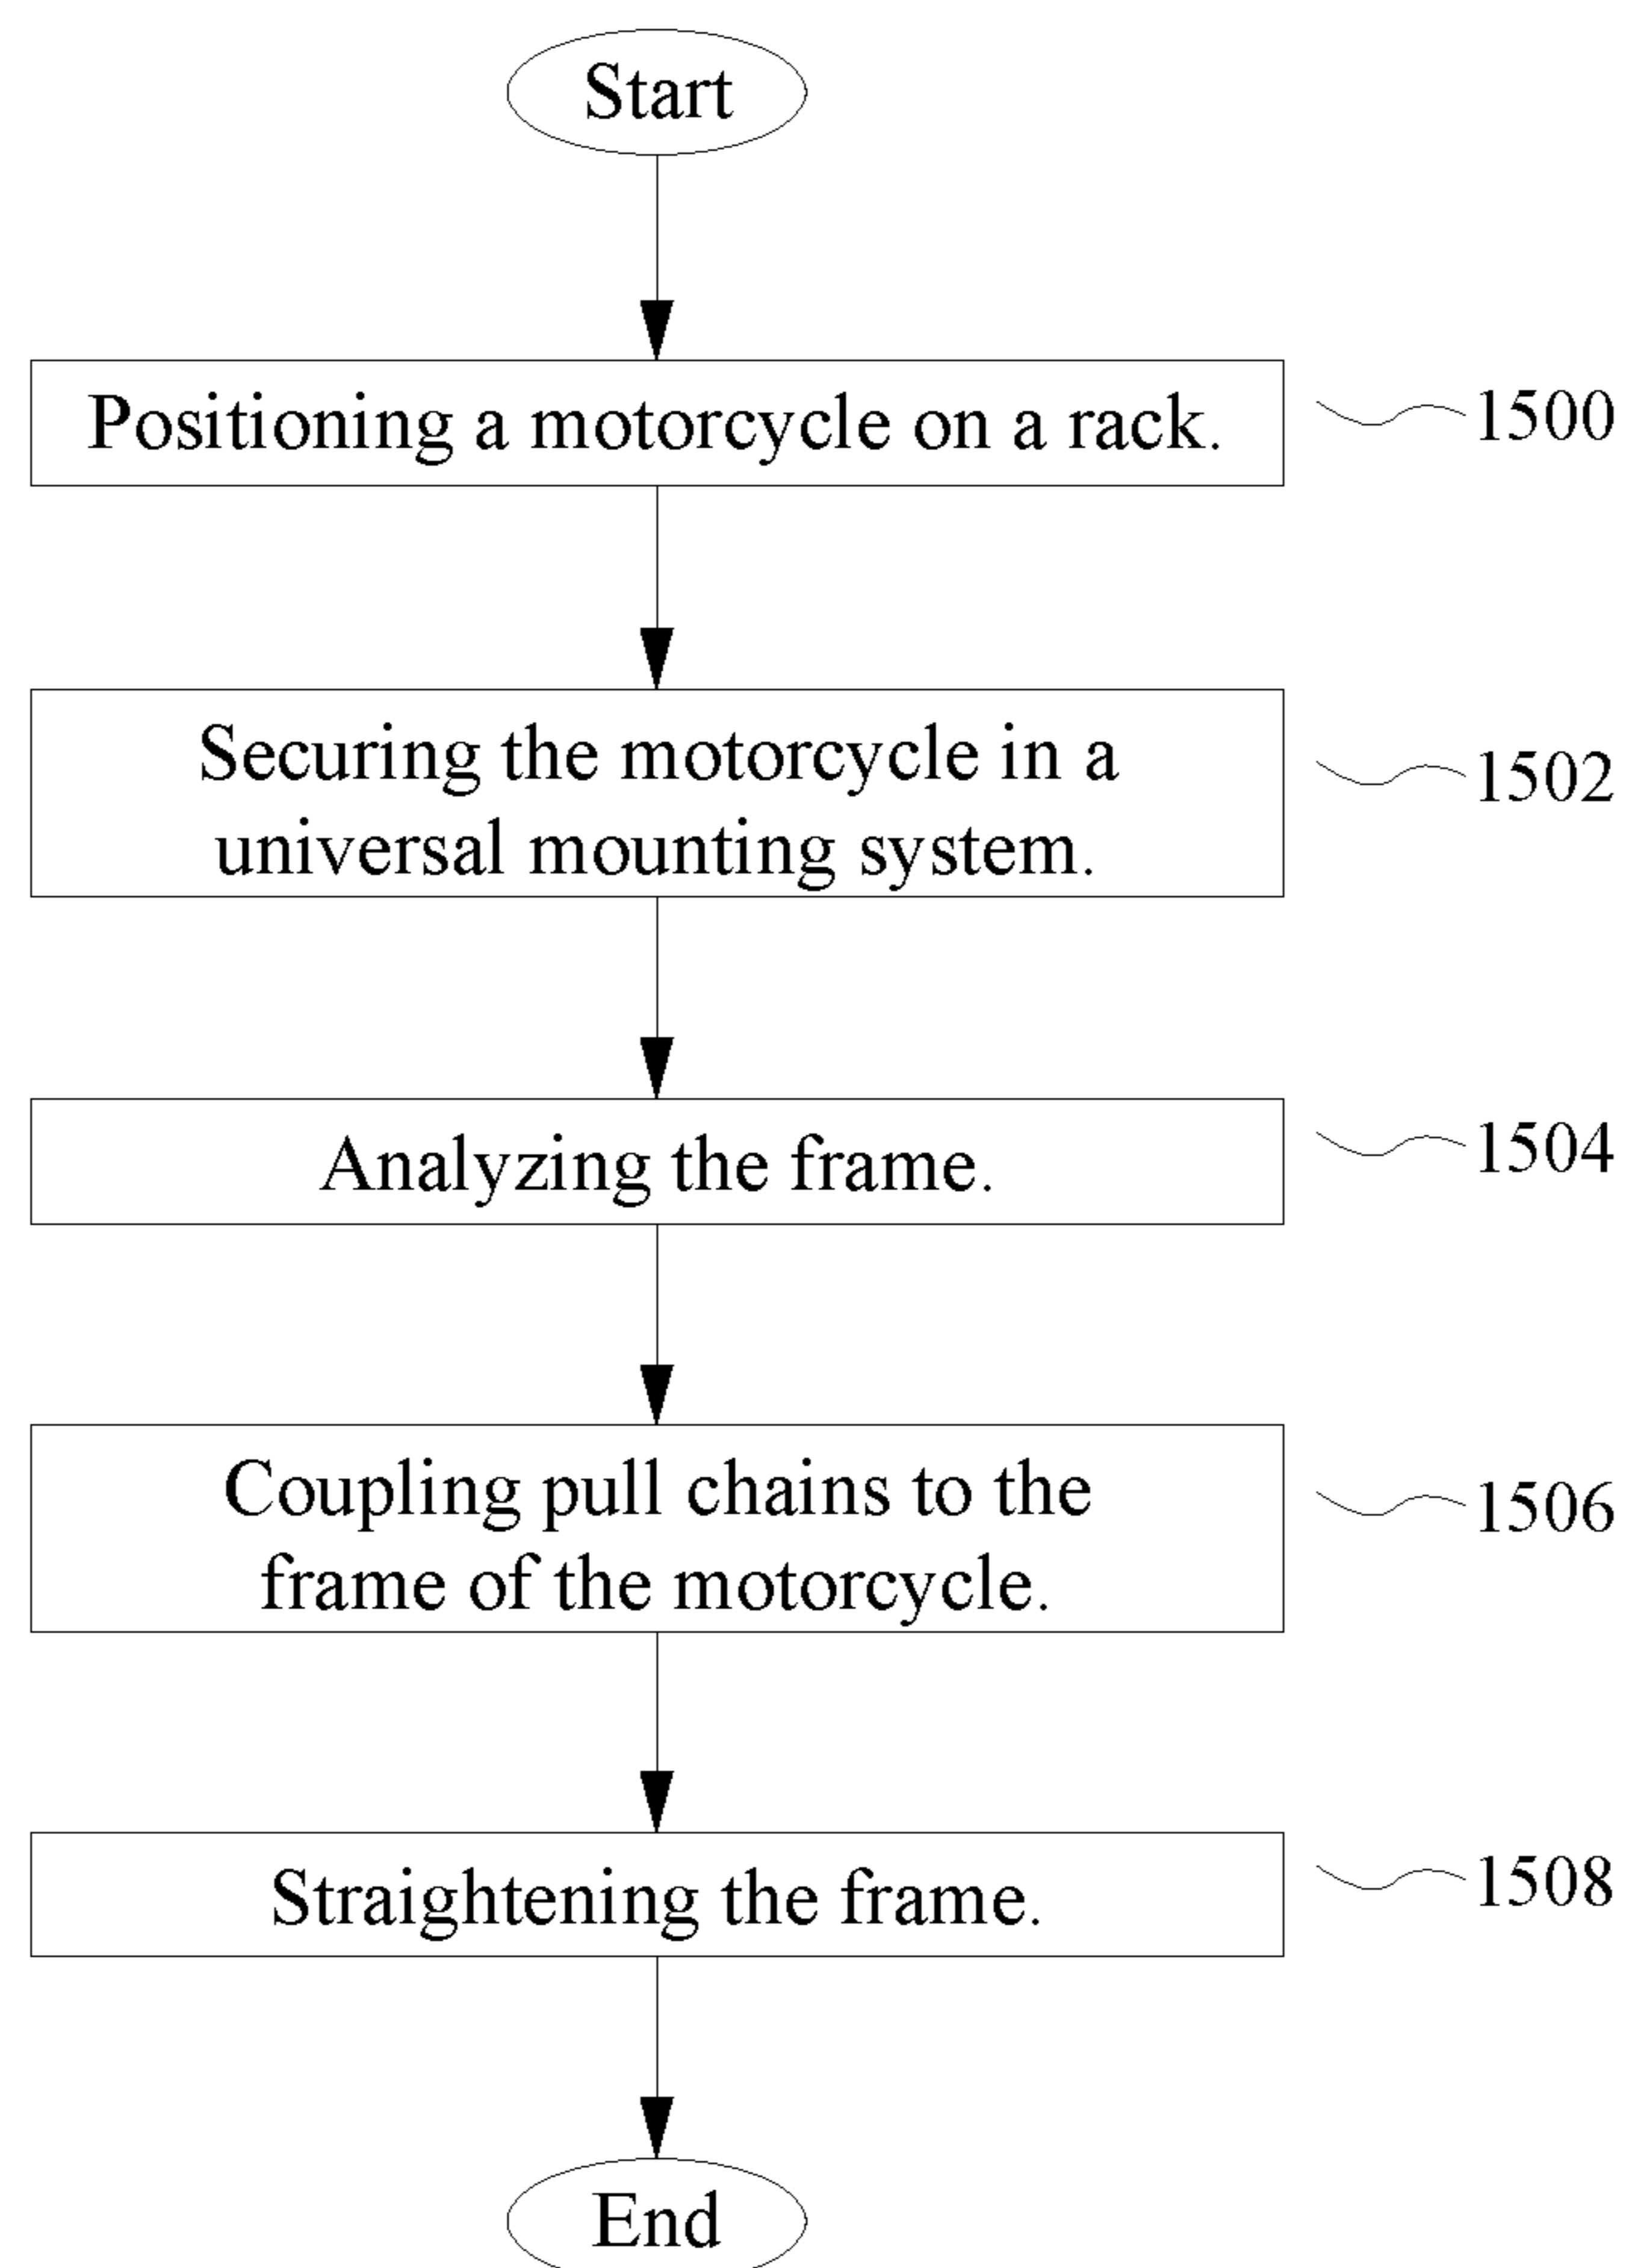 Start
Positioning a motorcycle on a rack.
1500
Securing the motorcycle in a
universal mounting system.
1502
Analyzing the frame.
1504
Coupling pull chains to the
frame of the motorcycle.
1506
Straightening the frame.
1508
End